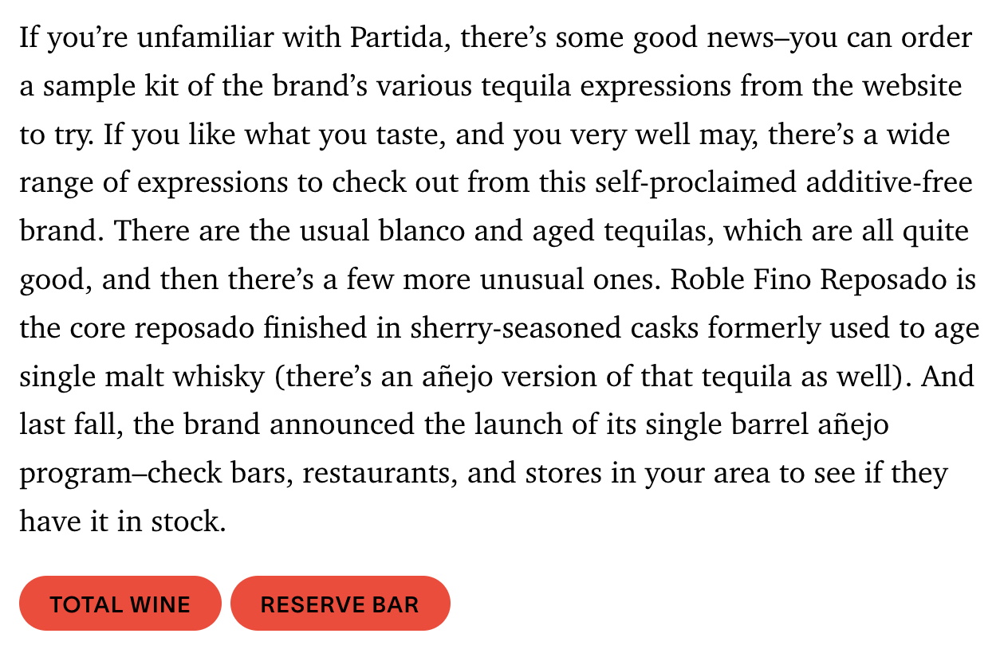 If you’re unfamiliar with Partida, there’s some good news–you can order
a sample kit of the brand’s various tequila expressions from the website
to try. If you like what you taste, and you very well may, there’s a wide
range of expressions to check out from this self-proclaimed additive-free
brand. There are the usual blanco and aged tequilas, which are all quite
good, and then there’s a few more unusual ones. Roble Fino Reposado is
the core reposado finished in sherry-seasoned casks formerly used to age
single malt whisky (there’s an añejo version of that tequila as well). And
last fall, the brand announced the launch of its single barrel añejo
program–check bars, restaurants, and stores in your area to see if they
have it in stock.
TOTAL WINE RESERVE BAR